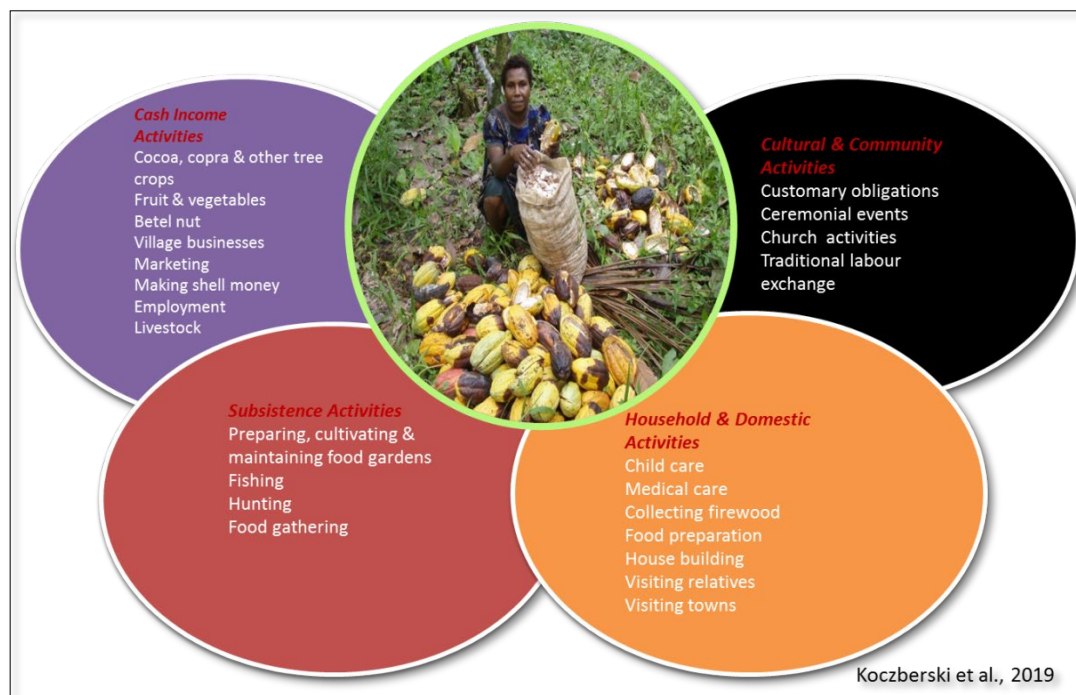 Cash Income
Activities
Cocoa, copra & other tree
crops
Fruit & vegetables
Betel nut
Village businesses
Marketing
Making shell money
Employment
Livestock
Cultural & Community
Activities
Customary obligations
Ceremonial events
Church activities
Traditional labour
exchange
Subsistence Activities
Preparing, cultivating &
maintaining food gardens
Fishing
Hunting
Food gathering
Household & Domestic
Activities
Child care
Medical care
Collecting firewood
Food preparation
House building
Visiting relatives
Visiting towns
Koczberski et al., 2019